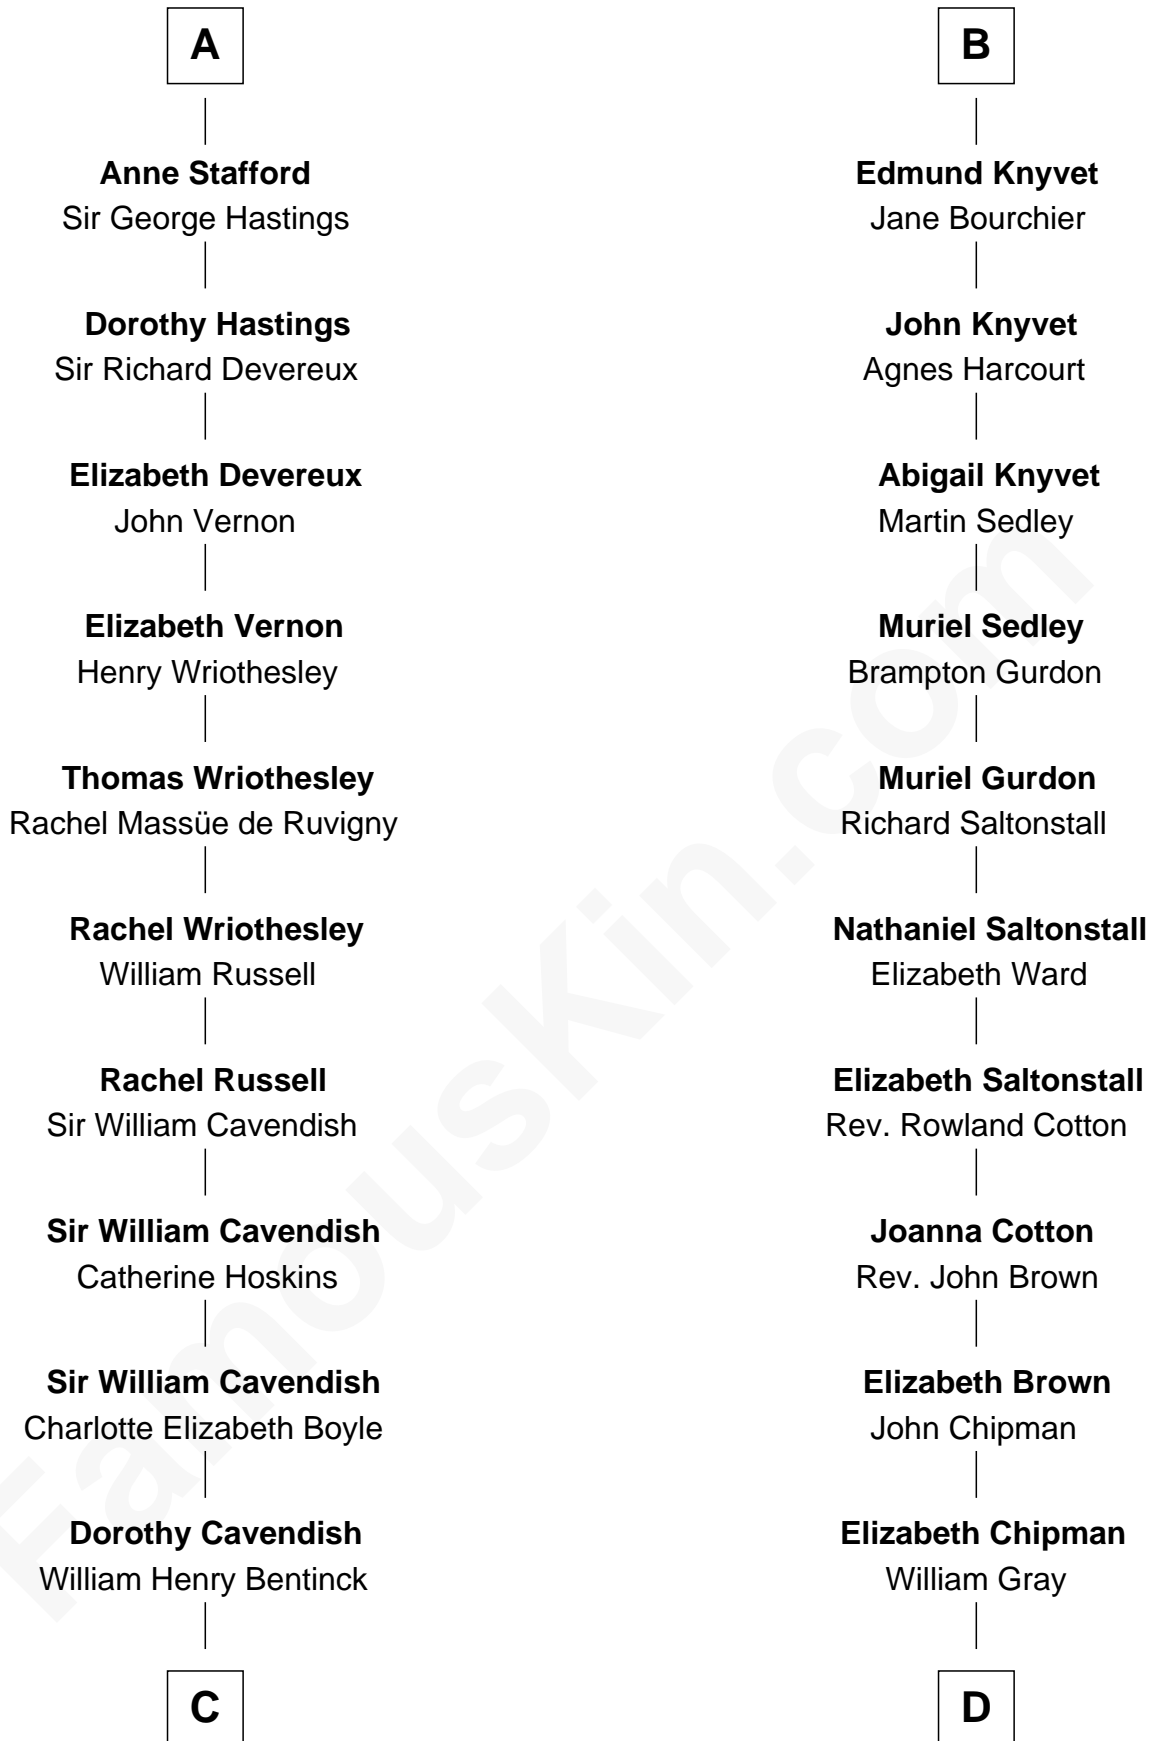 A
Anne Stafford
Sir George Hastings
Dorothy Hastings
Sir Richard Devereux
Elizabeth Devereux
John Vernon
Elizabeth Vernon
Henry Wriothesley
Thomas Wriothesley
Rachel Massüe de Ruvigny
Rachel Wriothesley
William Russell
Rachel Russell
Sir William Cavendish
Sir William Cavendish
Catherine Hoskins
Sir William Cavendish
Charlotte Elizabeth Boyle
Dorothy Cavendish
William Henry Bentinck
C
B
Edmund Knyvet
Jane Bourchier
John Knyvet
Agnes Harcourt
Abigail Knyvet
Martin Sedley
Muriel Sedley
Brampton Gurdon
Muriel Gurdon
Richard Saltonstall
Nathaniel Saltonstall
Elizabeth Ward
Elizabeth Saltonstall
Rev. Rowland Cotton
Joanna Cotton
Rev. John Brown
Elizabeth Brown
John Chipman
Elizabeth Chipman
William Gray
D
FamousKin.com